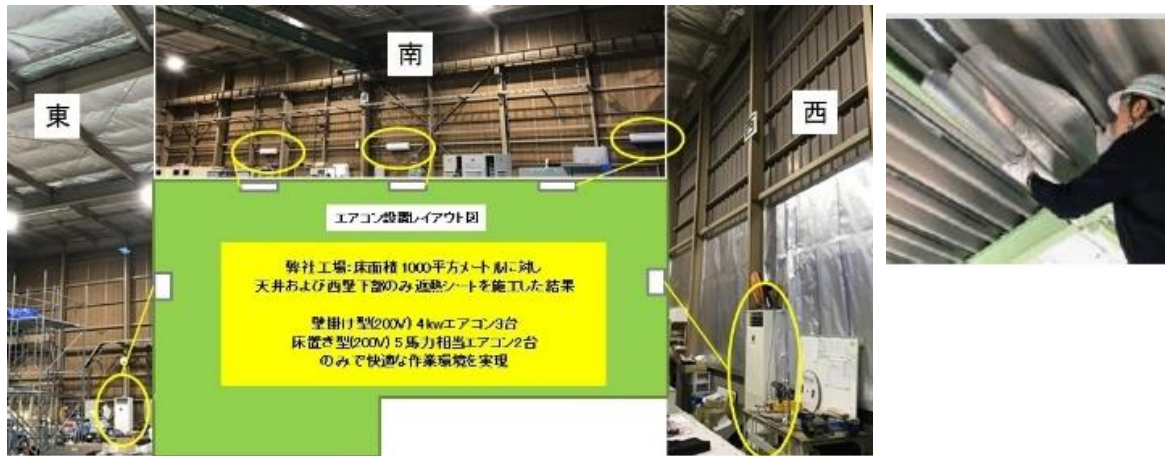 東
南
西
エアコン設置レイアウト図
弊社工場:床面積1000平方メートルに対し
天井および西壁下部のみ遮熱シートを施工した結果
壁掛け型(200V) 4kwエアコン3台
床置き型(200V) 5馬力相当エアコン2台
のみで快適な作業環境を実現